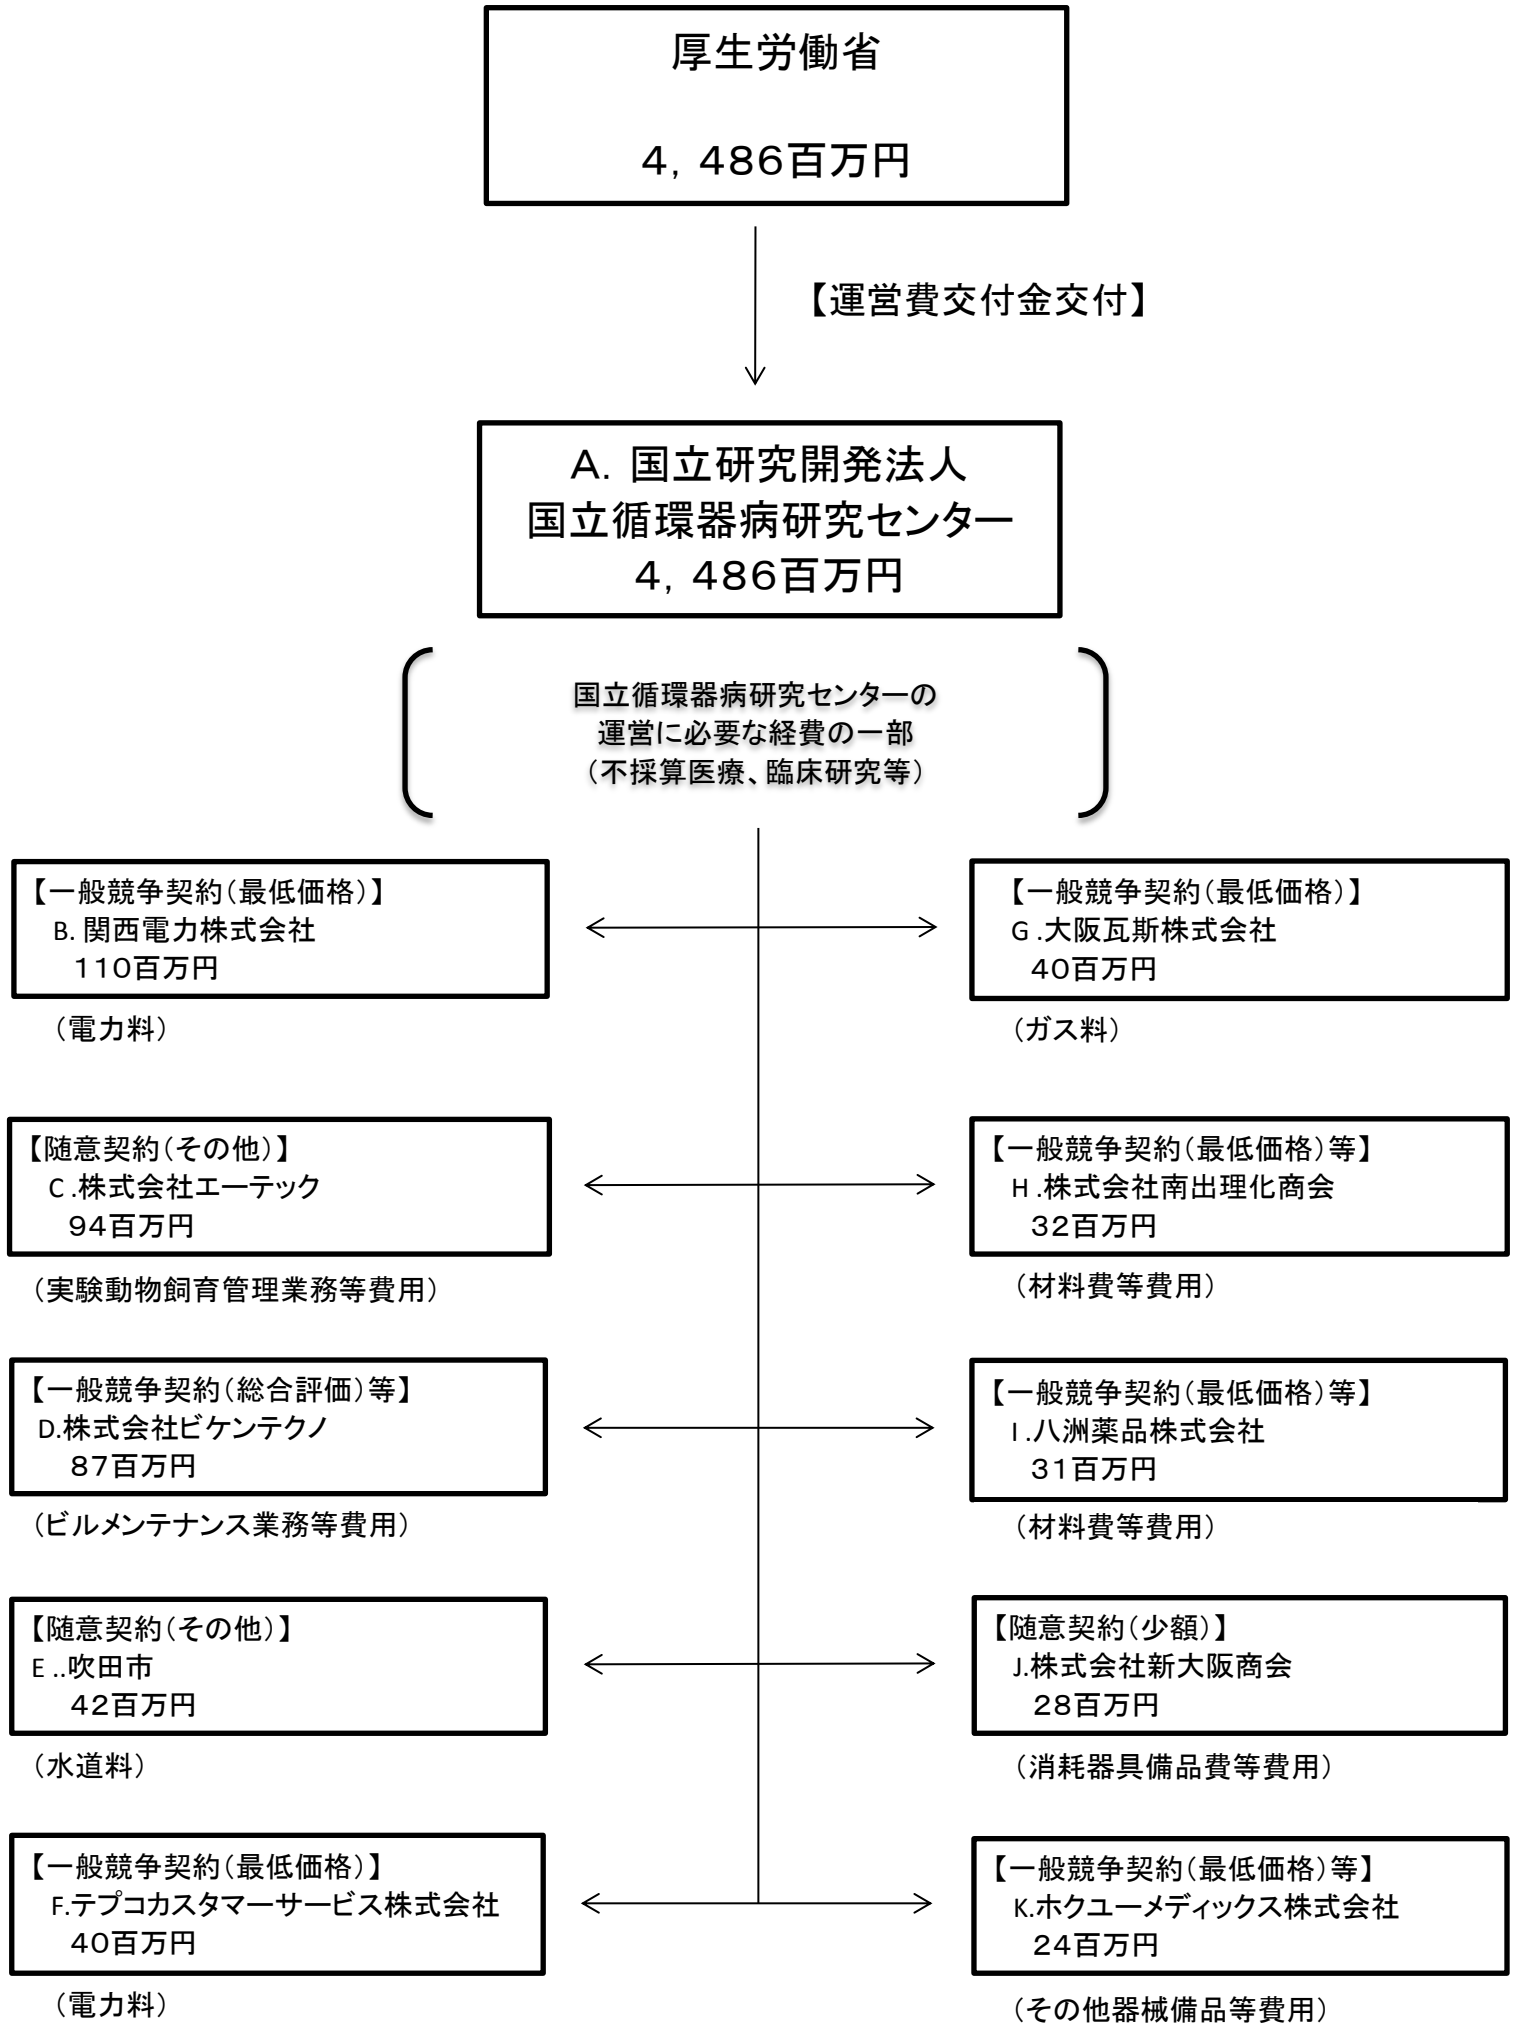 厚生労働省
４，４８６百万円
【運営費交付金交付】
Ａ．国立研究開発法人
国立循環器病研究センター
４，４８６百万円
国立循環器病研究センターの
運営に必要な経費の一部
（不採算医療、臨床研究等）
【一般競争契約（最低価格）】
B. 関西電力株式会社
１１０百万円
（電力料）
【随意契約（その他）】
C .株式会社エーテック
９４百万円
（実験動物飼育管理業務等費用）
【一般競争契約（総合評価）等】
D.株式会社ビケンテクノ
８７百万円
（ビルメンテナンス業務等費用）
【随意契約（その他）】
E ..吹田市
４２百万円
（水道料）
【一般競争契約（最低価格）】
F.テプコカスタマーサービス株式会社
４０百万円
（電力料）
【一般競争契約（最低価格）】
G .大阪瓦斯株式会社
４０百万円
（ガス料）
【一般競争契約（最低価格）等】
H .株式会社南出理化商会
３２百万円
（材料費等費用）
【一般競争契約（最低価格）等】
I .八洲薬品株式会社
３１百万円
（材料費等費用）
【随意契約（少額）】
J.株式会社新大阪商会
２８百万円
（消耗器具備品費等費用）
【一般競争契約（最低価格）等】
K.ホクユーメディックス株式会社
２４百万円
（その他器械備品等費用）